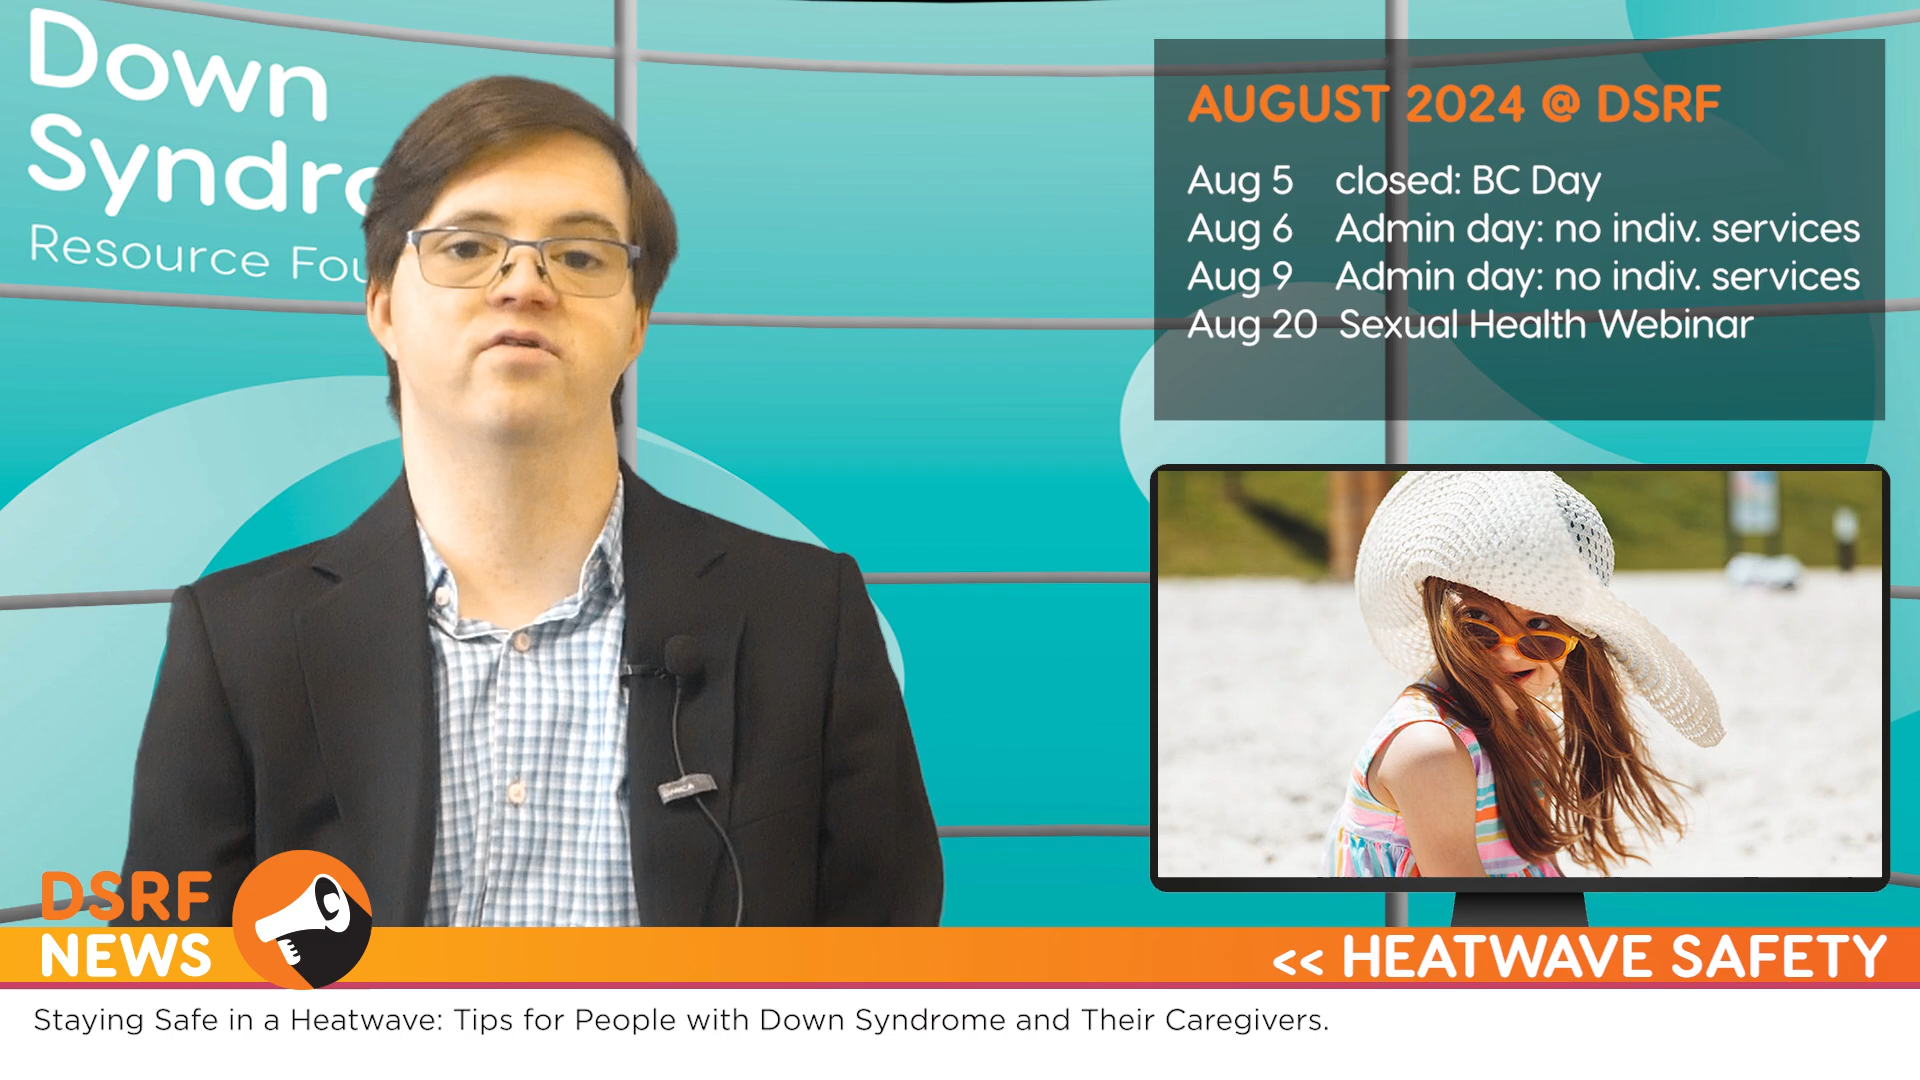 Down
Syndro
Resource Fou
AUGUST 2024 @ DSRF
Aug 5 closed: BC Day
Aug 6 Admin day: no indiv. services
Aug 9 Admin day: no indiv. services
Aug 20 Sexual Health Webinar
DSRF
NEWS
<< HEATWAVE SAFETY
Staying Safe in a Heatwave: Tips for People with Down Syndrome and Their Caregivers.